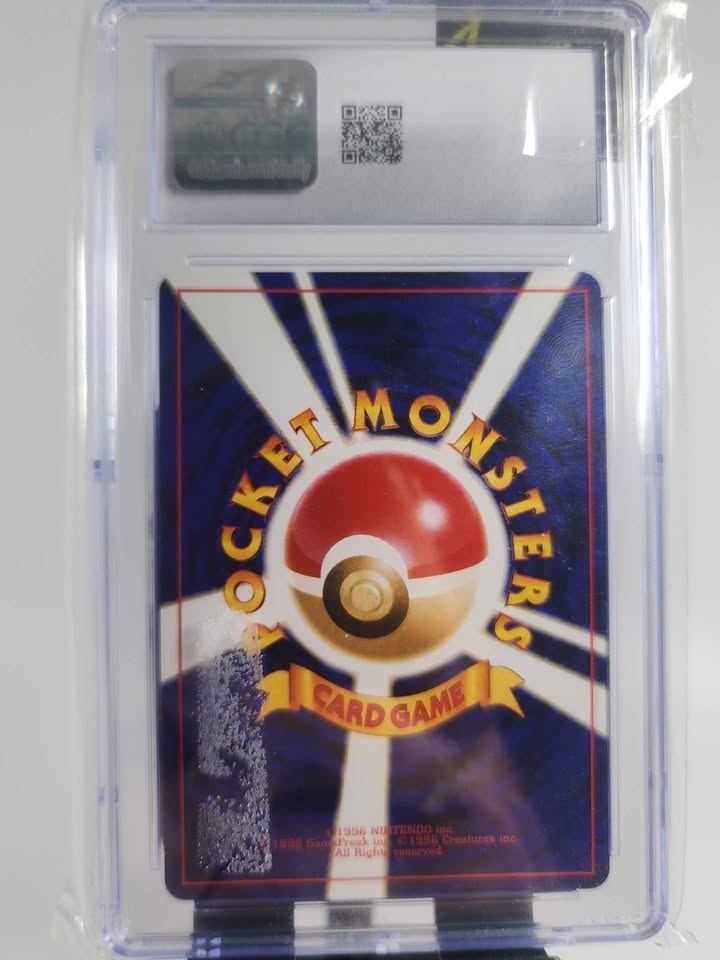 POCKET MONSTERS
CARD GAME
©1996 NINTENDO inc.
©1996 GameFreak inc. ©1996 Creatures inc.
All Rights reserved.